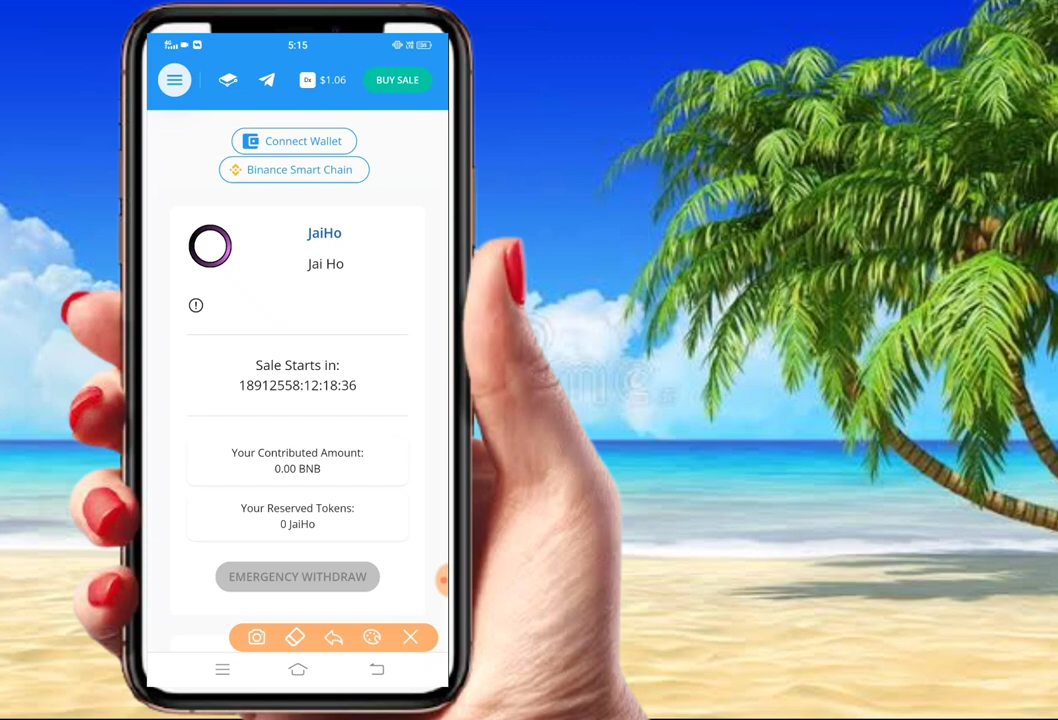 5:15
Dx $1.06 BUY SALE
Connect Wallet
Binance Smart Chain
JaiHo
Jai Ho
Sale Starts in:
18912558:12:18:36
Your Contributed Amount:
0.00 BNB
Your Reserved Tokens:
0 JaiHo
EMERGENCY WITHDRAW